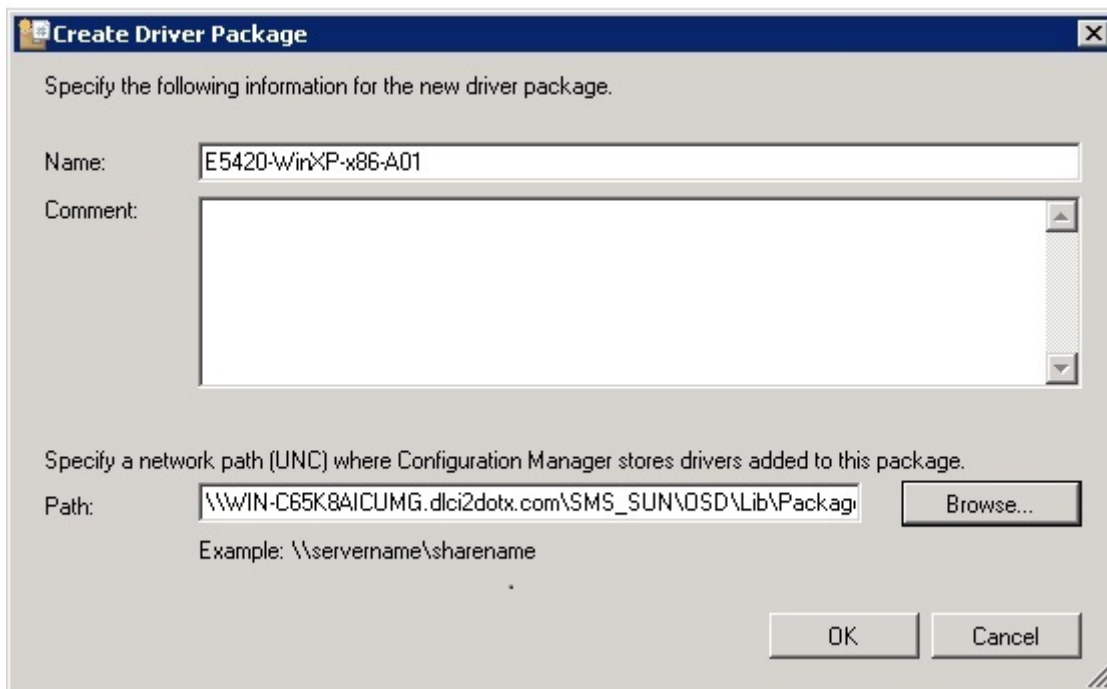 Create Driver Package
Specify the following information for the new driver package.
Name: E5420-WinXP-x86-A01
Comment:
Specify a network path (UNC) where Configuration Manager stores drivers added to this package.
Path: \\WIN-C65K8AICUMG.dlci2dotx.com\SMS_SUN\OSD\Lib\Packag Browse...
Example: \\servername\sharename
OK Cancel